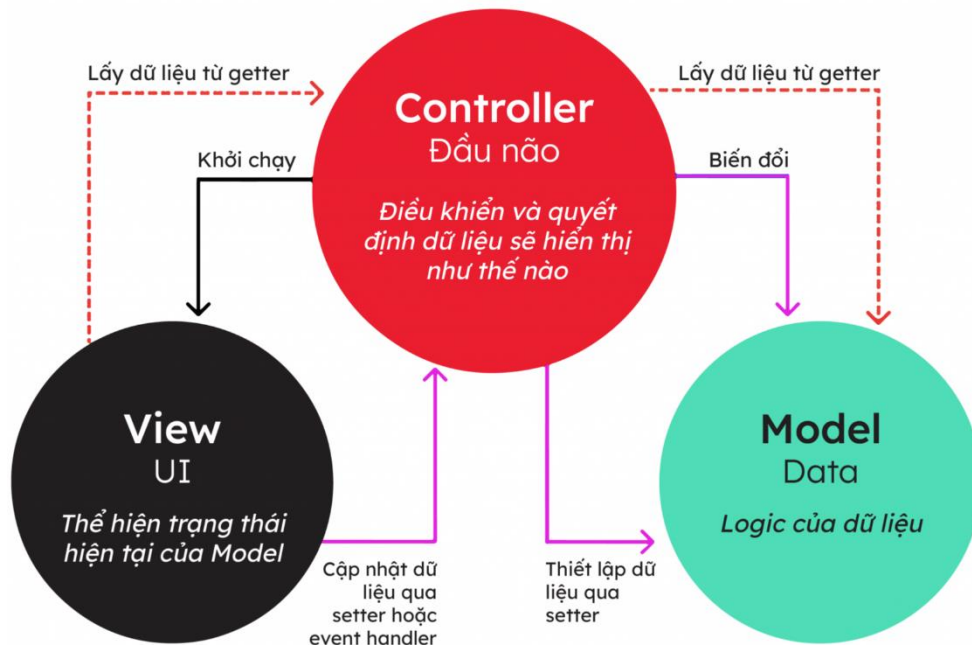 Lấy dữ liệu từ getter
Lấy dữ liệu từ getter
Controller
Đầu não
Khởi chạy
Biến đổi
Điều khiển và quyết
định dữ liệu sẽ hiển thị
như thế nào
View
UI
Thể hiện trạng thái
hiện tại của Model
Model
Data
Logic của dữ liệu
Cập nhật dữ
liệu qua
setter hoặc
event handler
Thiết lập dữ
liệu qua
setter